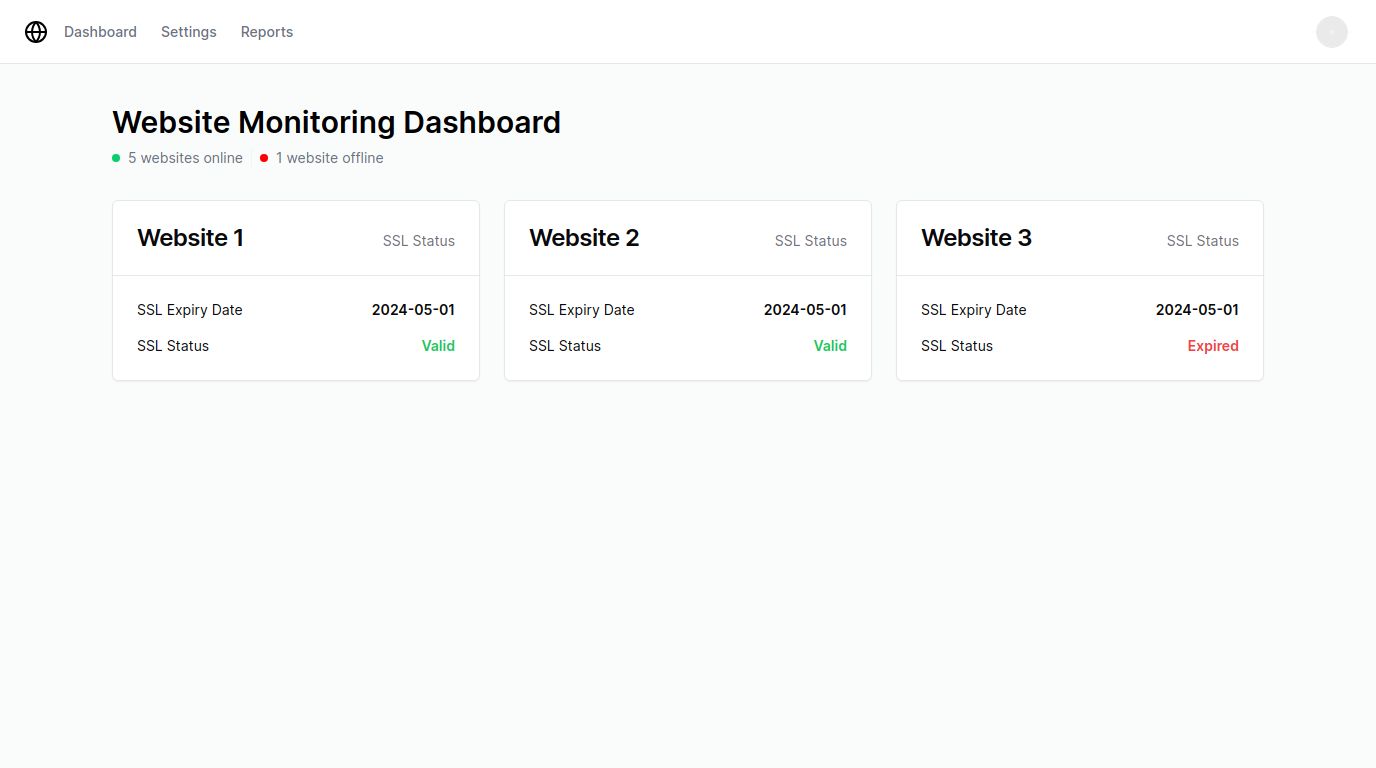 Dashboard Settings Reports
Website Monitoring Dashboard
5 websites online 1 website offline
Website 1 SSL Status
SSL Expiry Date 2024-05-01
SSL Status Valid
Website 2 SSL Status
SSL Expiry Date 2024-05-01
SSL Status Valid
Website 3 SSL Status
SSL Expiry Date 2024-05-01
SSL Status Expired